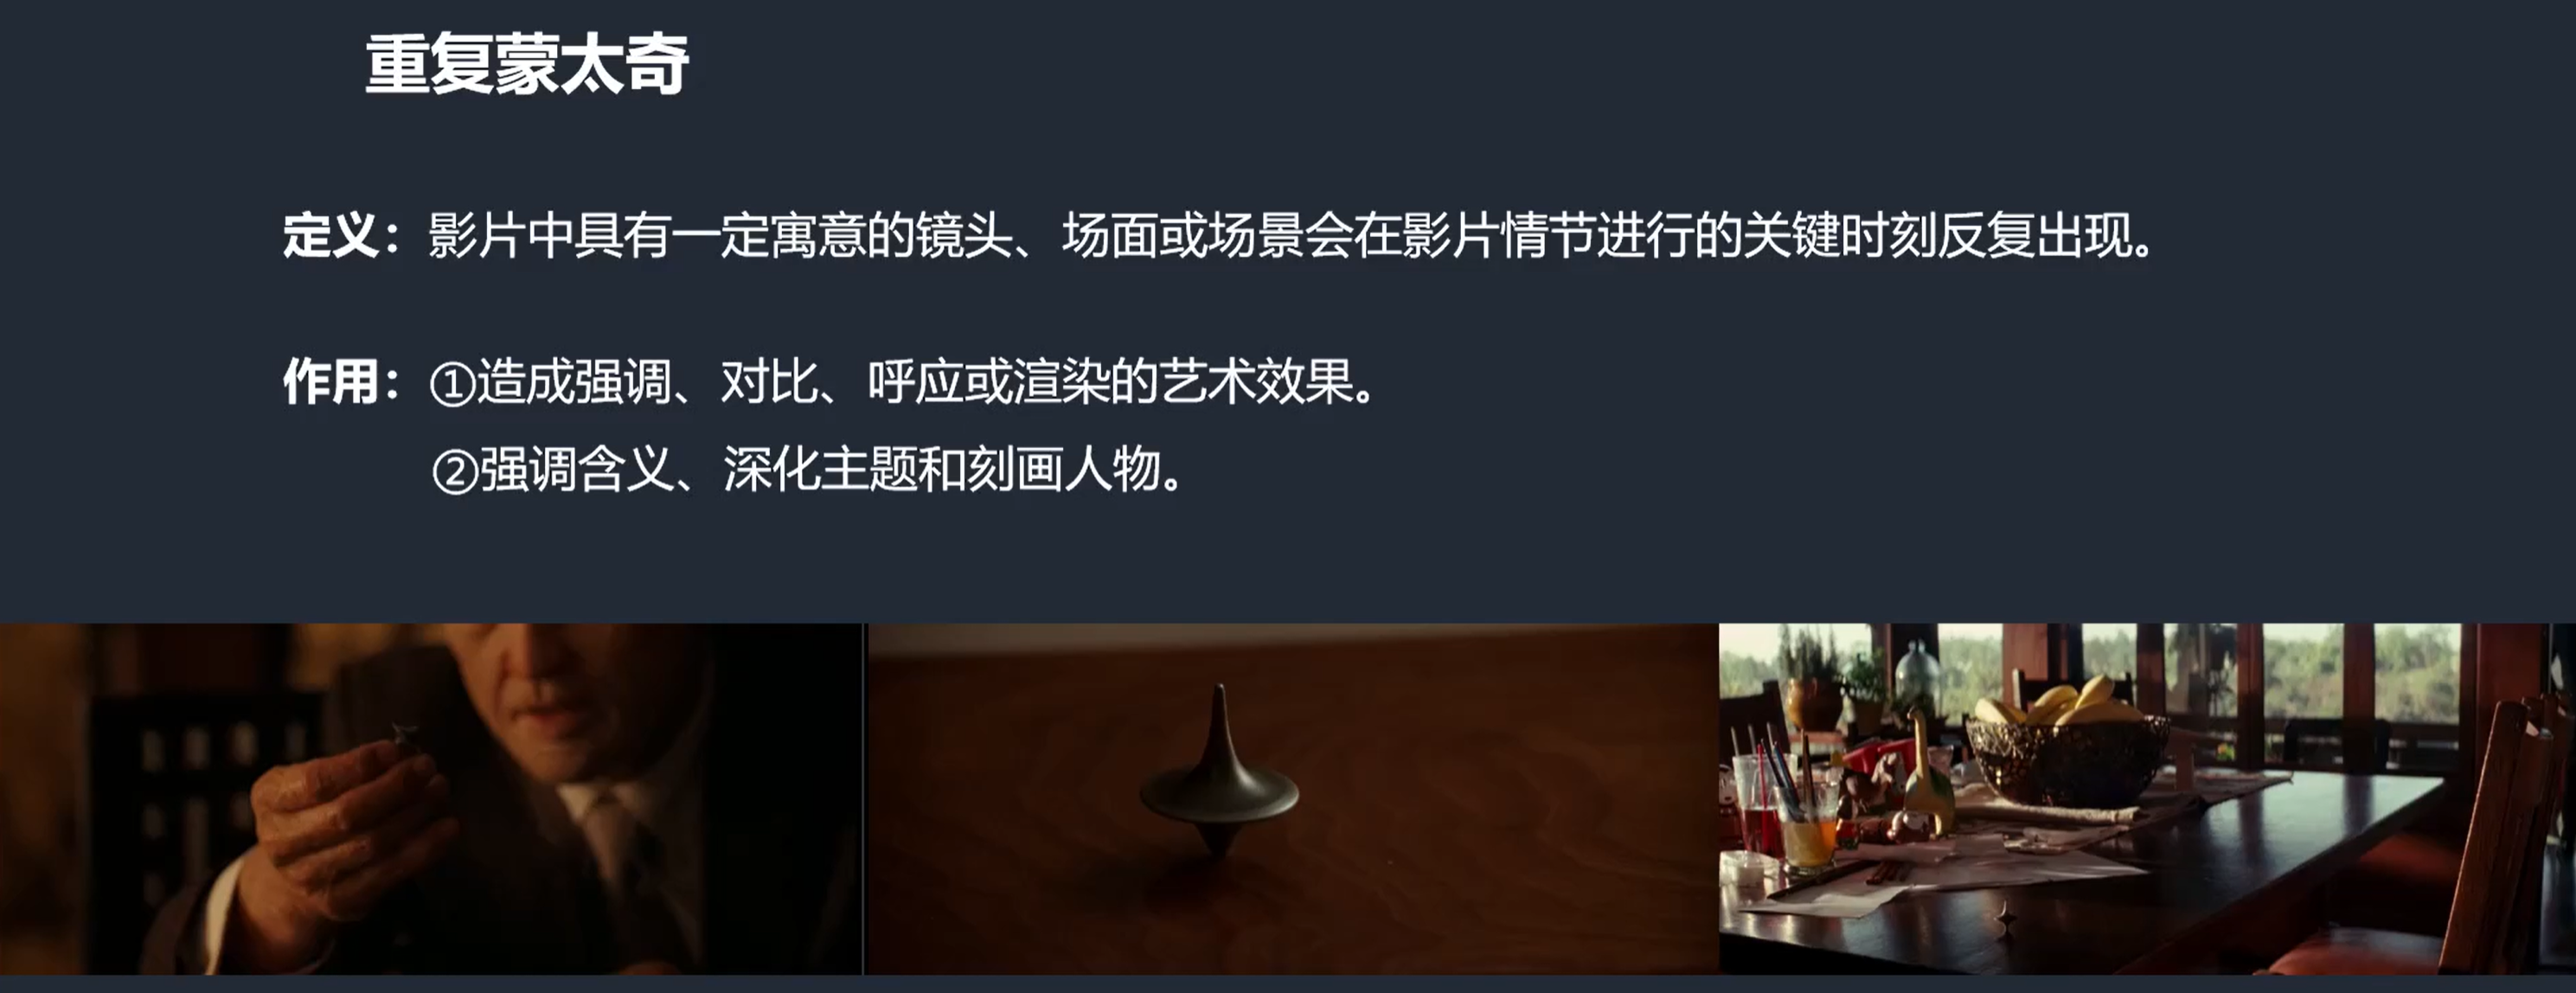 重复蒙太奇
定义：影片中具有一定寓意的镜头、场面或场景会在影片情节进行的关键时刻反复出现。
作用：①造成强调、对比、呼应或渲染的艺术效果。
②强调含义、深化主题和刻画人物。